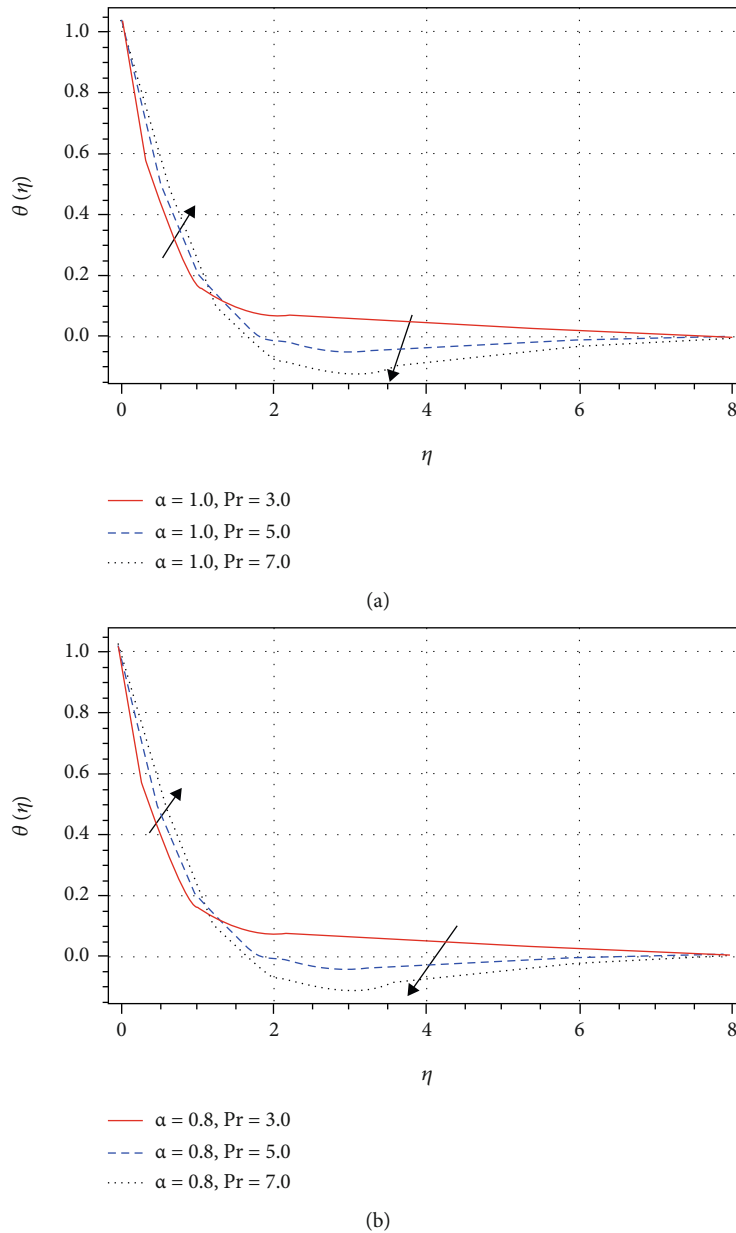 1.0
0.8
0.6
0.4
0.2
0.0
θ (η)
0 2 4 6 8
η
α = 1.0, Pr = 3.0
α = 1.0, Pr = 5.0
α = 1.0, Pr = 7.0
(a)
1.0
0.8
0.6
0.4
0.2
0.0
θ (η)
0 2 4 6 8
η
α = 0.8, Pr = 3.0
α = 0.8, Pr = 5.0
α = 0.8, Pr = 7.0
(b)